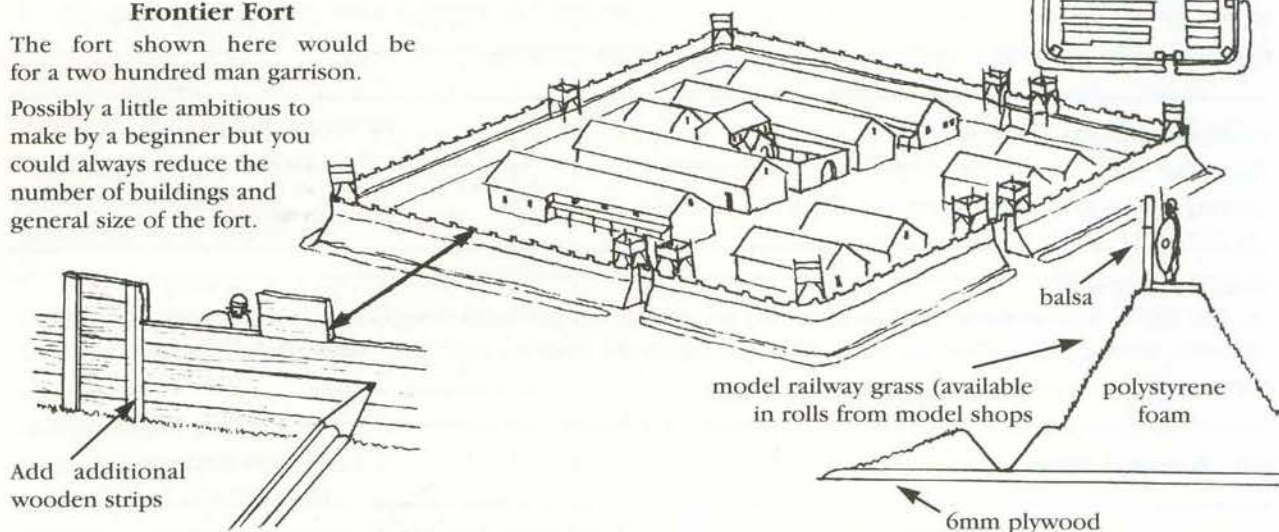 Frontier Fort
The fort shown here would be
for a two hundred man garrison.
Possibly a little ambitious to
make by a beginner but you
could always reduce the
number of buildings and
general size of the fort.
balsa
model railway grass (available
in rolls from model shops
polystyrene
foam
Add additional
wooden strips
6mm plywood